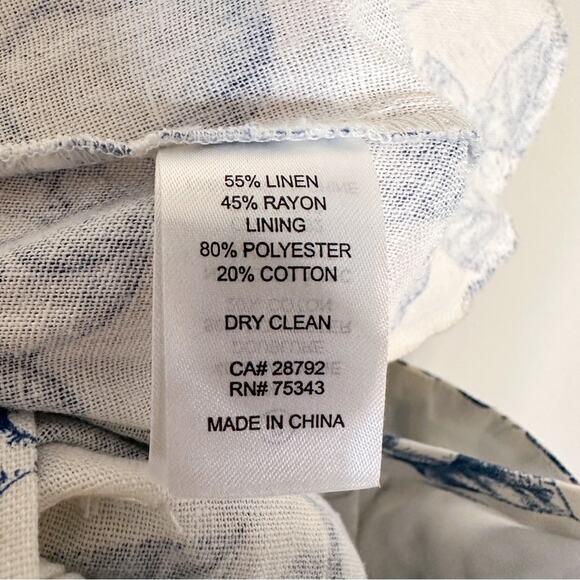 55% LINEN
45% RAYON
LINING
80% POLYESTER
20% COTTON
DRY CLEAN
CA# 28792
RN# 75343
MADE IN CHINA